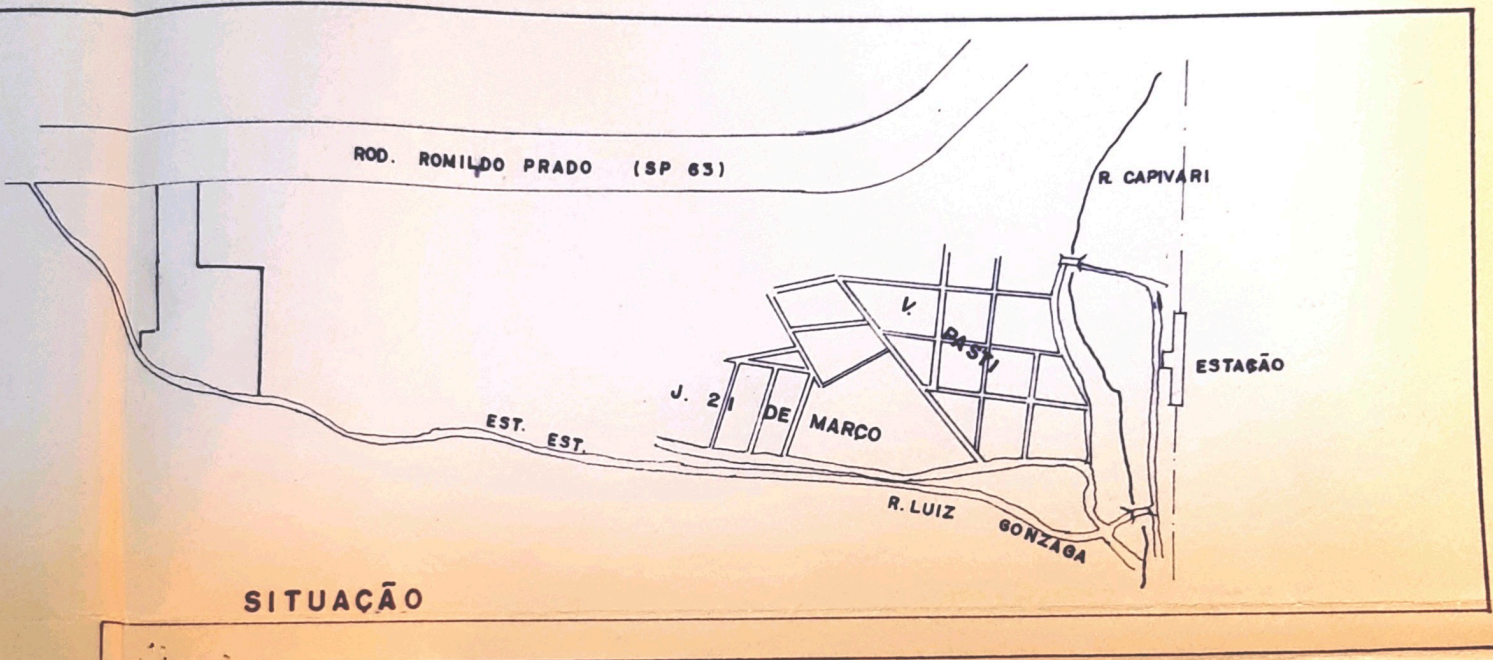 ROD. ROMILDO PRADO (SP 63)
R. CAPIVARI
V. PASTI
ESTAÇÃO
J. 21 DE MARÇO
EST. EST.
R. LUIZ GONZAGA
SITUAÇÃO